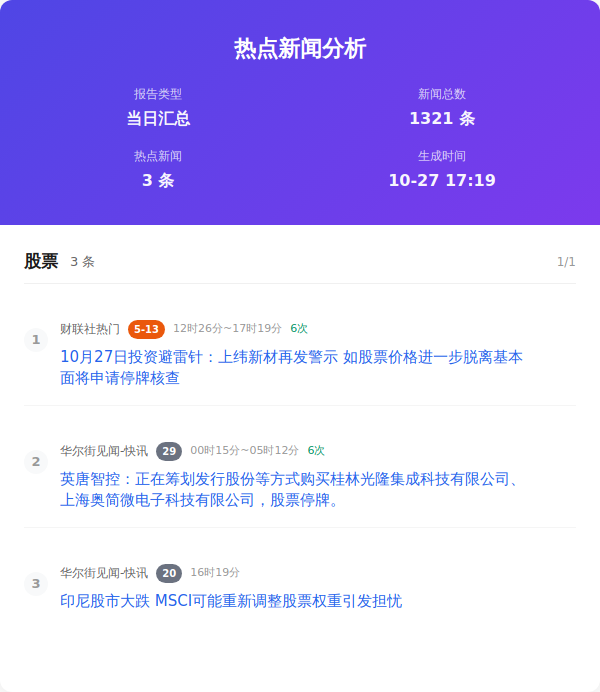 热点新闻分析
报告类型
当日汇总
新闻总数
1321 条
热点新闻
3 条
生成时间
10-27 17:19
股票 3 条 1/1
1
财联社热门 5-13 12时26分~17时19分 6次
10月27日投资避雷针：上纬新材再发警示 如股票价格进一步脱离基本
面将申请停牌核查
2
华尔街见闻-快讯 29 00时15分~05时12分 6次
英唐智控：正在筹划发行股份等方式购买桂林光隆集成科技有限公司、
上海奥简微电子科技有限公司，股票停牌。
3
华尔街见闻-快讯 20 16时19分
印尼股市大跌 MSCI可能重新调整股票权重引发担忧